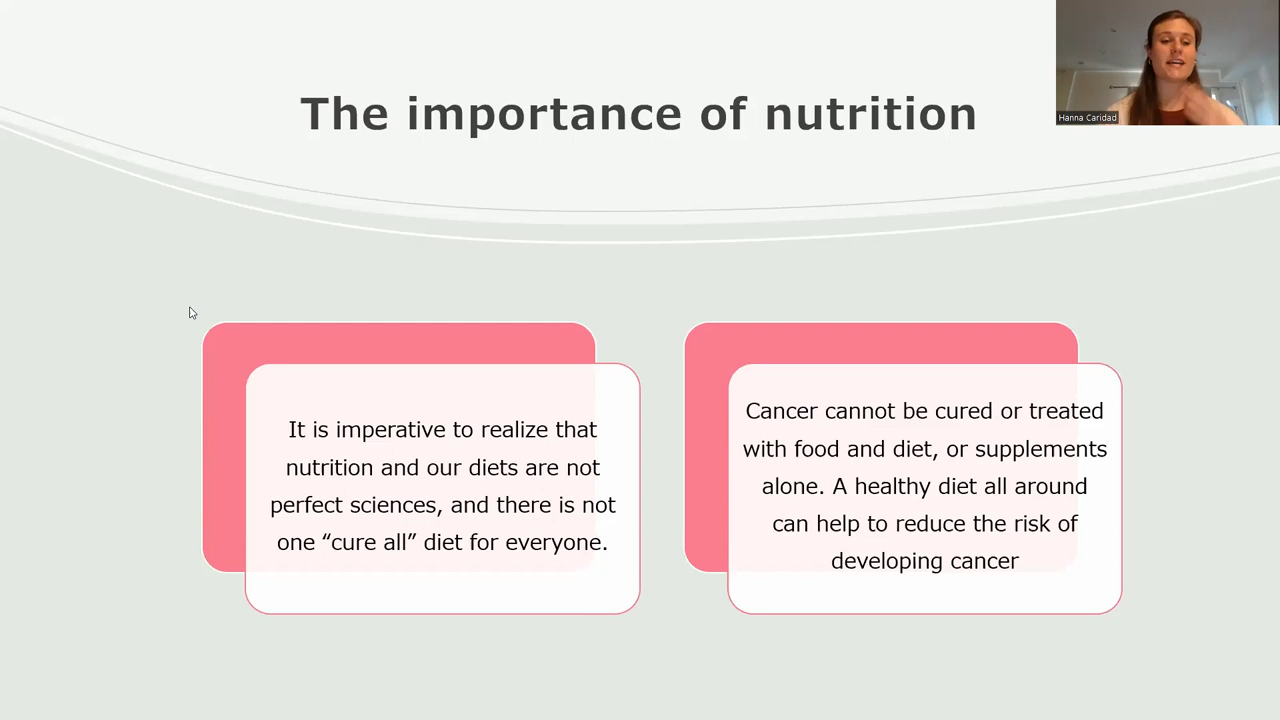 The importance of nutrition
Hanna Caridad
It is imperative to realize that
nutrition and our diets are not
perfect sciences, and there is not
one “cure all” diet for everyone.
Cancer cannot be cured or treated
with food and diet, or supplements
alone. A healthy diet all around
can help to reduce the risk of
developing cancer